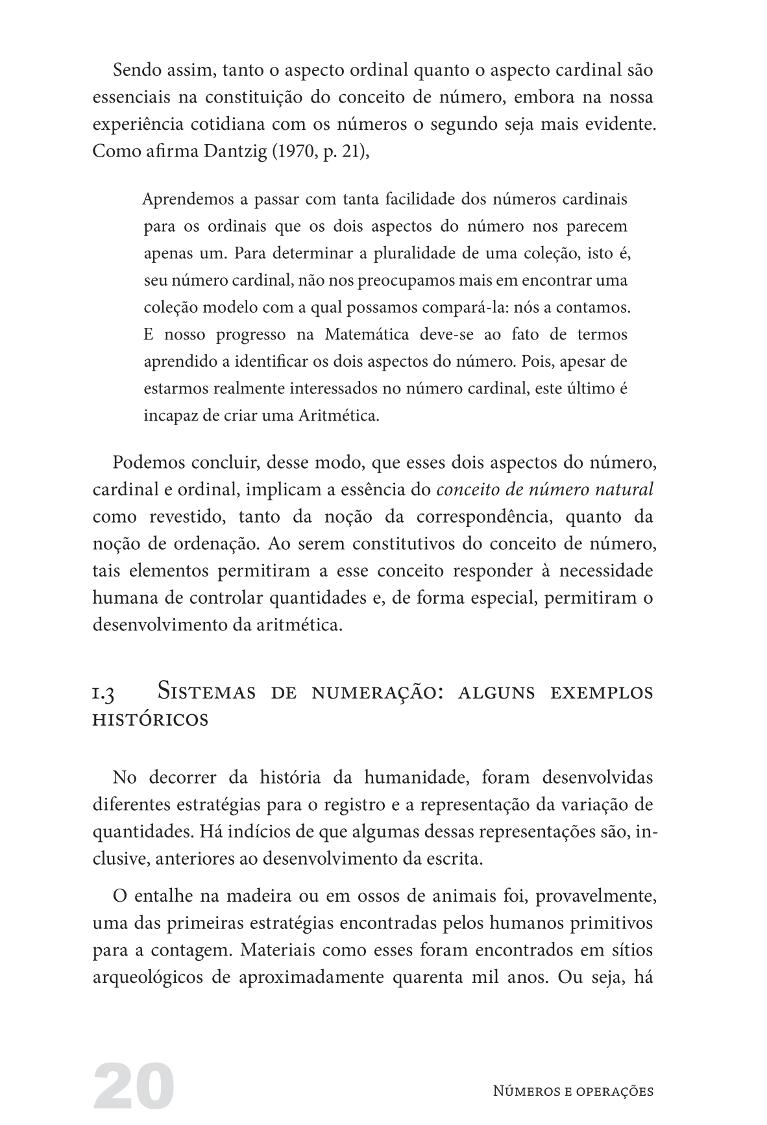 Sendo assim, tanto o aspecto ordinal quanto o aspecto cardinal são
essenciais na constituição do conceito de número, embora na nossa
experiência cotidiana com os números o segundo seja mais evidente.
Como afirma Dantzig (1970, p. 21),
Aprendemos a passar com tanta facilidade dos números cardinais
para os ordinais que os dois aspectos do número nos parecem
apenas um. Para determinar a pluralidade de uma coleção, isto é,
seu número cardinal, não nos preocupamos mais em encontrar uma
coleção modelo com a qual possamos compará-la: nós a contamos.
E nosso progresso na Matemática deve-se ao fato de termos
aprendido a identificar os dois aspectos do número. Pois, apesar de
estarmos realmente interessados no número cardinal, este último é
incapaz de criar uma Aritmética.
Podemos concluir, desse modo, que esses dois aspectos do número,
cardinal e ordinal, implicam a essência do conceito de número natural
como revestido, tanto da noção da correspondência, quanto da
noção de ordenação. Ao serem constitutivos do conceito de número,
tais elementos permitiram a esse conceito responder à necessidade
humana de controlar quantidades e, de forma especial, permitiram o
desenvolvimento da aritmética.
1.3 Sistemas de numeração: alguns exemplos
históricos
No decorrer da história da humanidade, foram desenvolvidas
diferentes estratégias para o registro e a representação da variação de
quantidades. Há indícios de que algumas dessas representações são, in-
clusive, anteriores ao desenvolvimento da escrita.
O entalhe na madeira ou em ossos de animais foi, provavelmente,
uma das primeiras estratégias encontradas pelos humanos primitivos
para a contagem. Materiais como esses foram encontrados em sítios
arqueológicos de aproximadamente quarenta mil anos. Ou seja, há
20 Números e operações